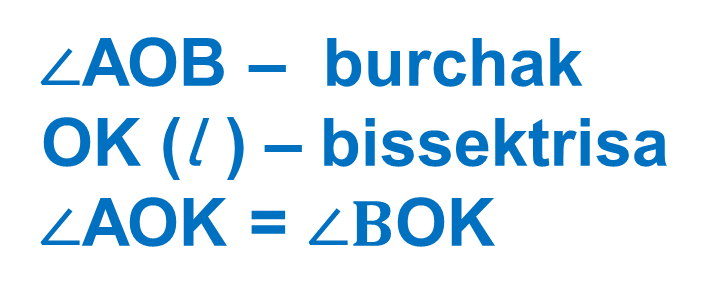 ∠AOB – burchak
OK (l ) – bissektrisa
∠AOK = ∠BOK